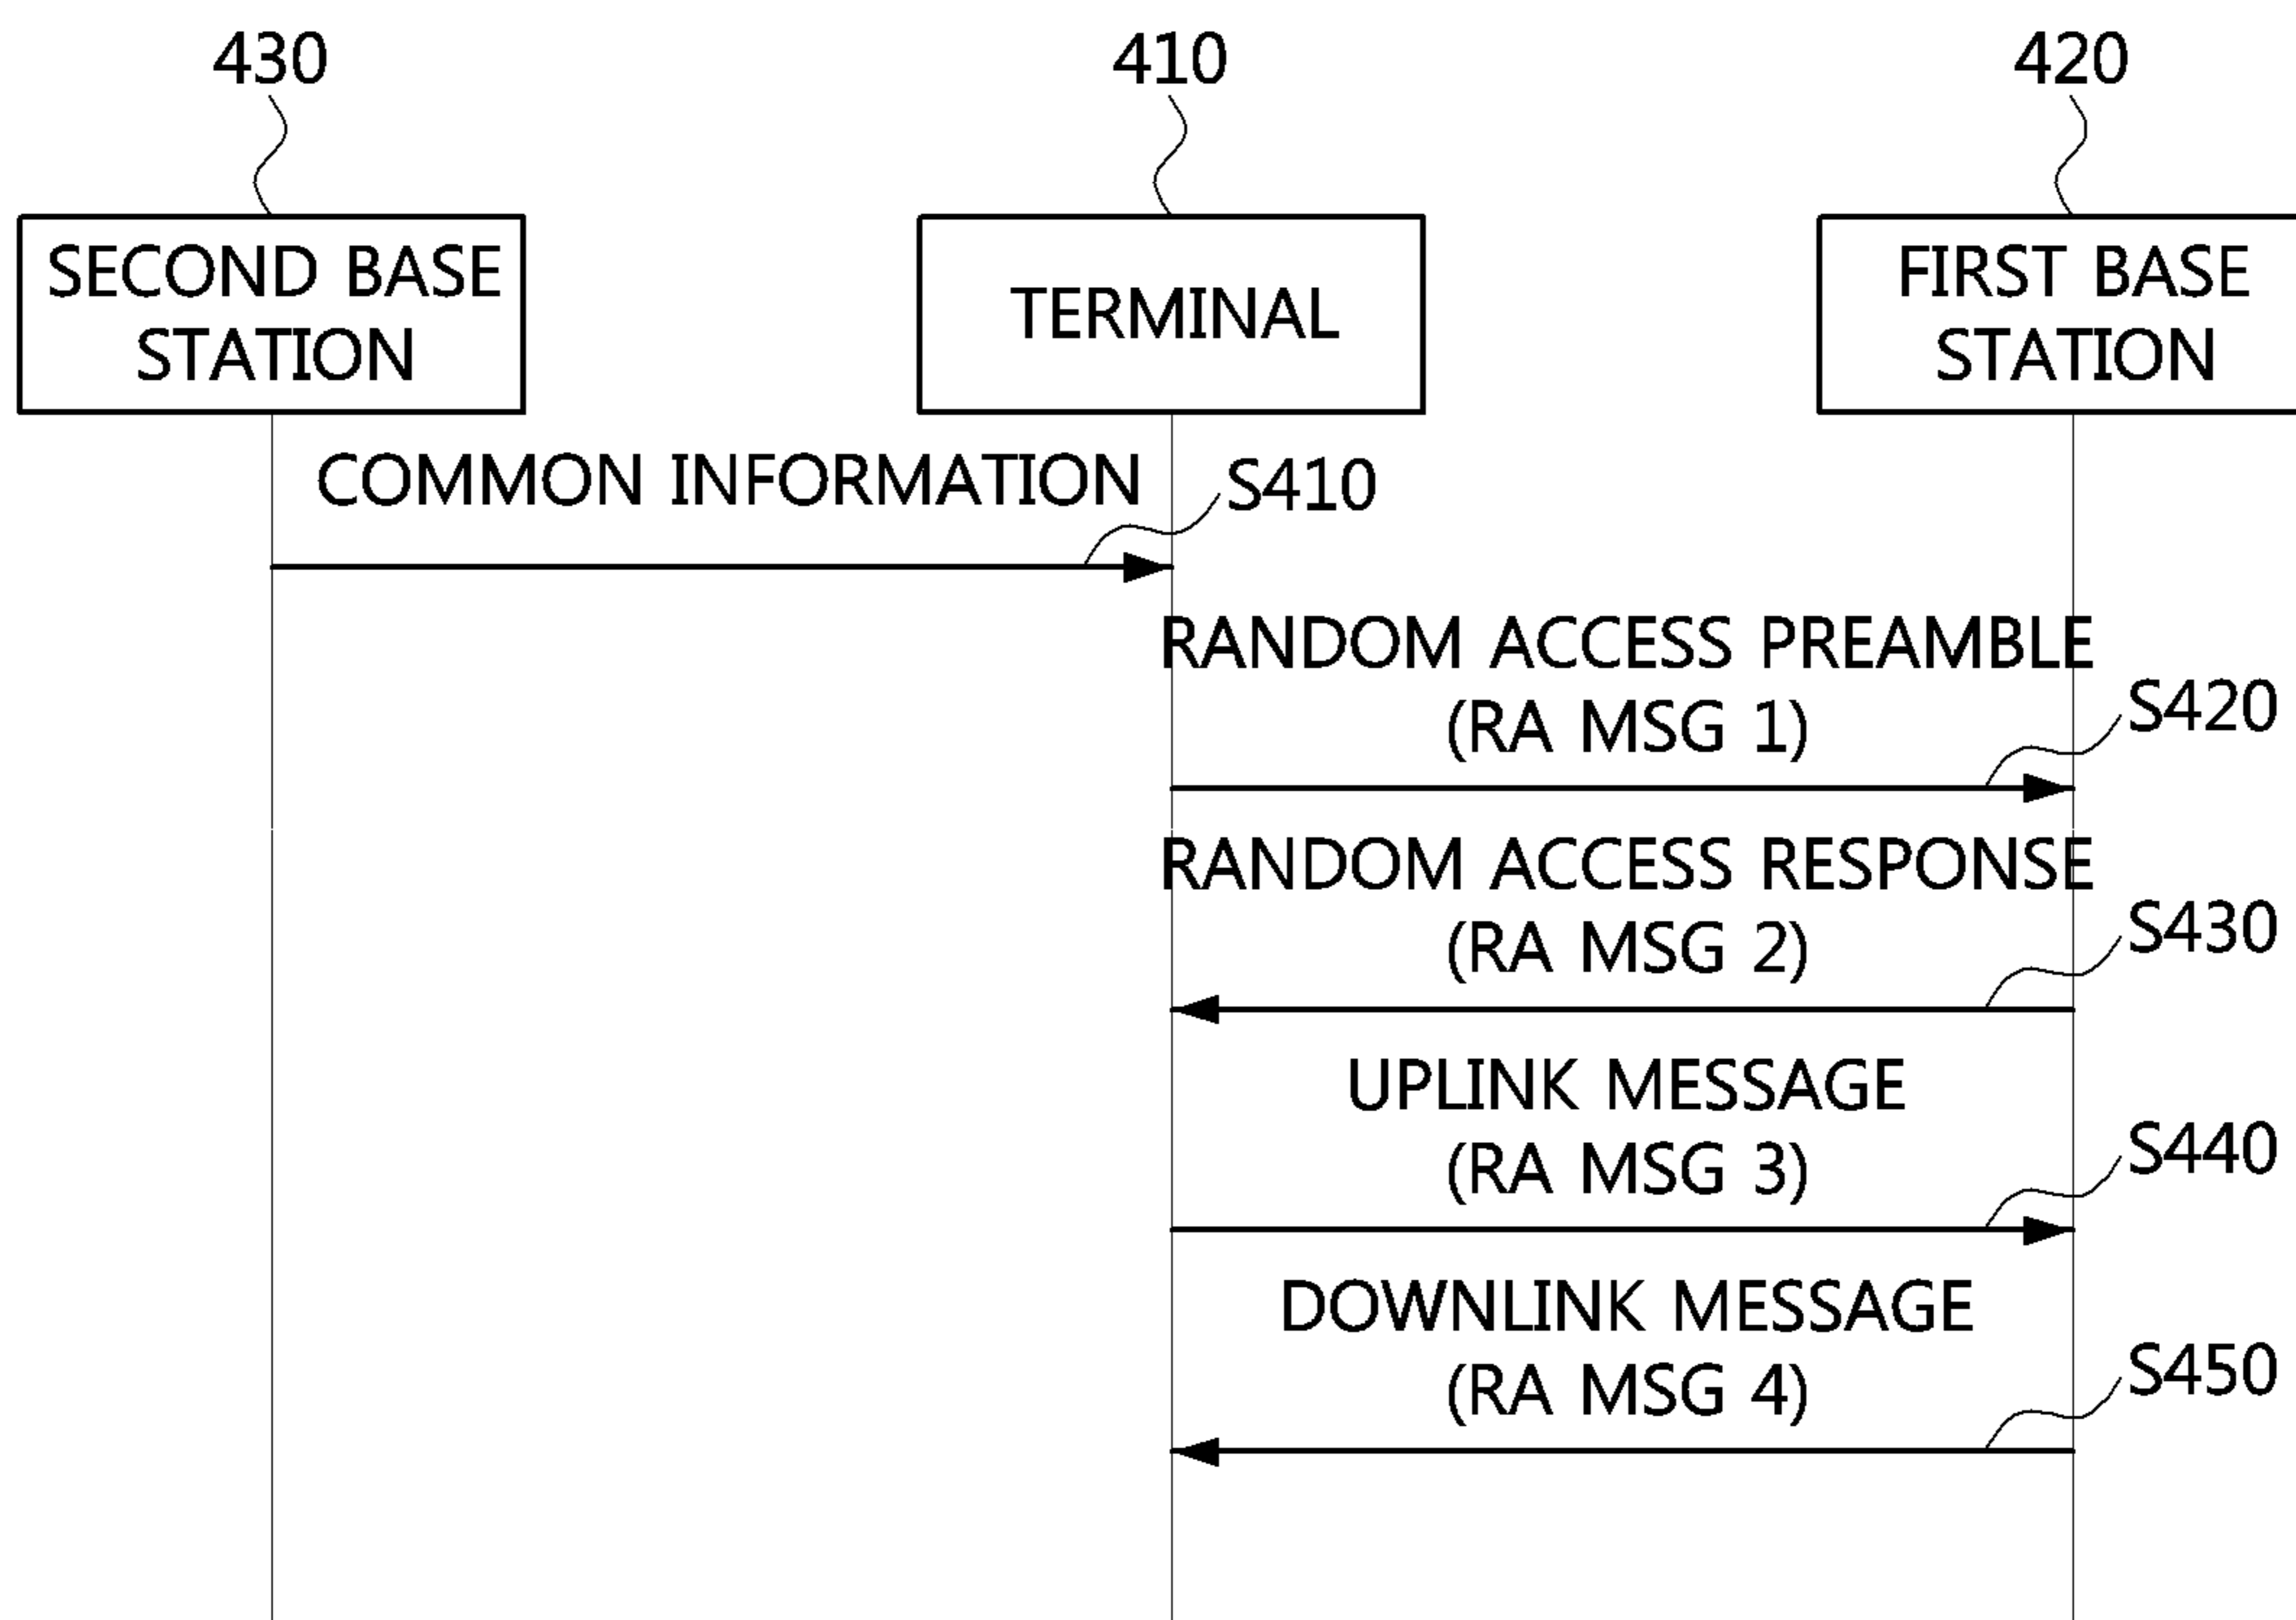 430
410
420
SECOND BASE
STATION
TERMINAL
FIRST BASE
STATION
COMMON INFORMATION
S410
RANDOM ACCESS PREAMBLE
(RA MSG 1)
S420
RANDOM ACCESS RESPONSE
(RA MSG 2)
S430
UPLINK MESSAGE
(RA MSG 3)
S440
DOWNLINK MESSAGE
(RA MSG 4)
S450